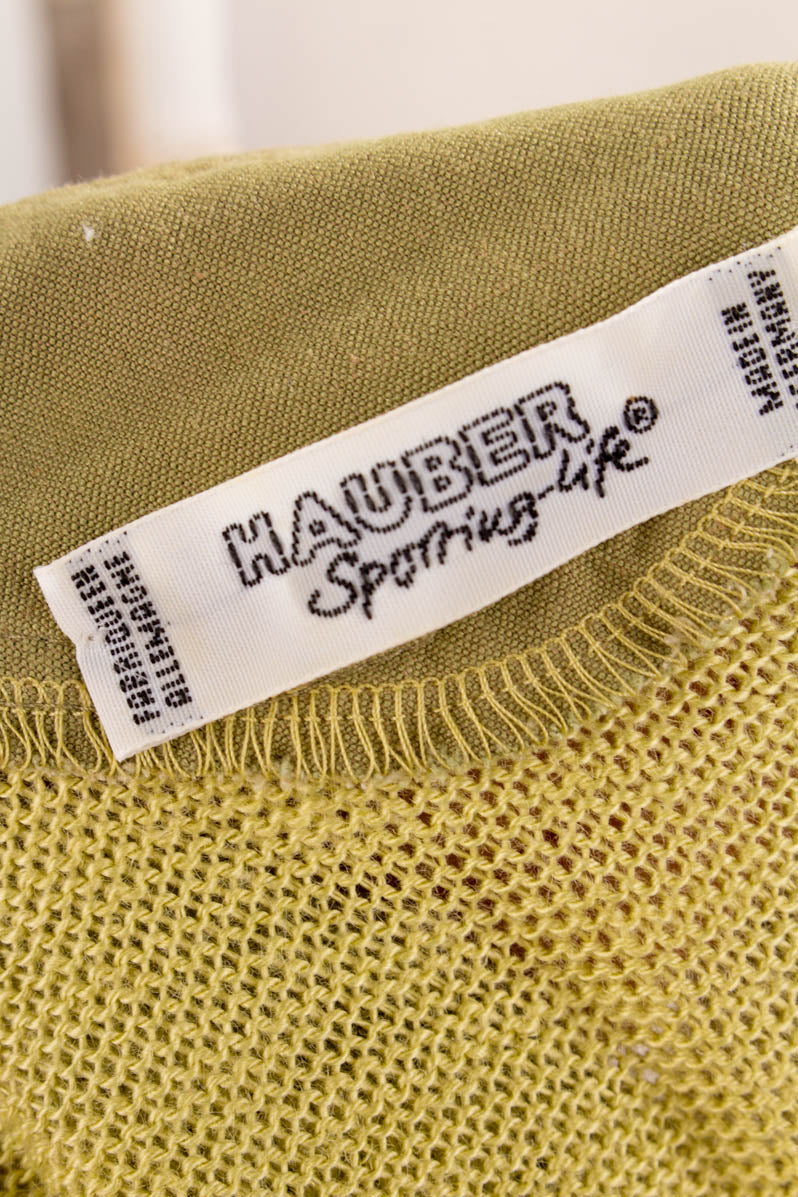 HAUBER
Sporting-life®
FABRIQUE EN
ALLEMAGNE
MADE IN
GERMANY